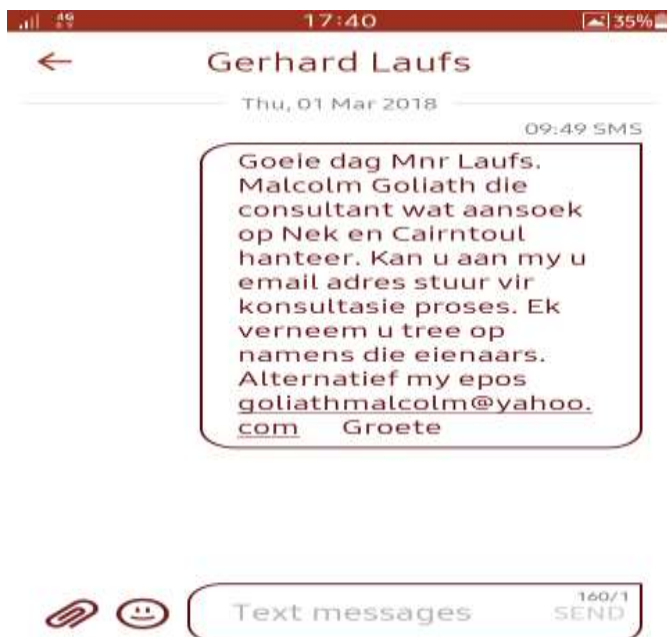 4G
17:40
35%
Gerhard Laufs
Thu, 01 Mar 2018
09:49 SMS
Goeie dag Mnr Laufs.
Malcolm Goliath die
consultant wat aansoek
op Nek en Cairntoul
hanteer. Kan u aan my u
email adres stuur vir
konsultasie proses. Ek
verneem u tree op
namens die eienaars.
Alternatief my epos
goliathmalcolm@yahoo.
com Groete
160/1
Text messages SEND